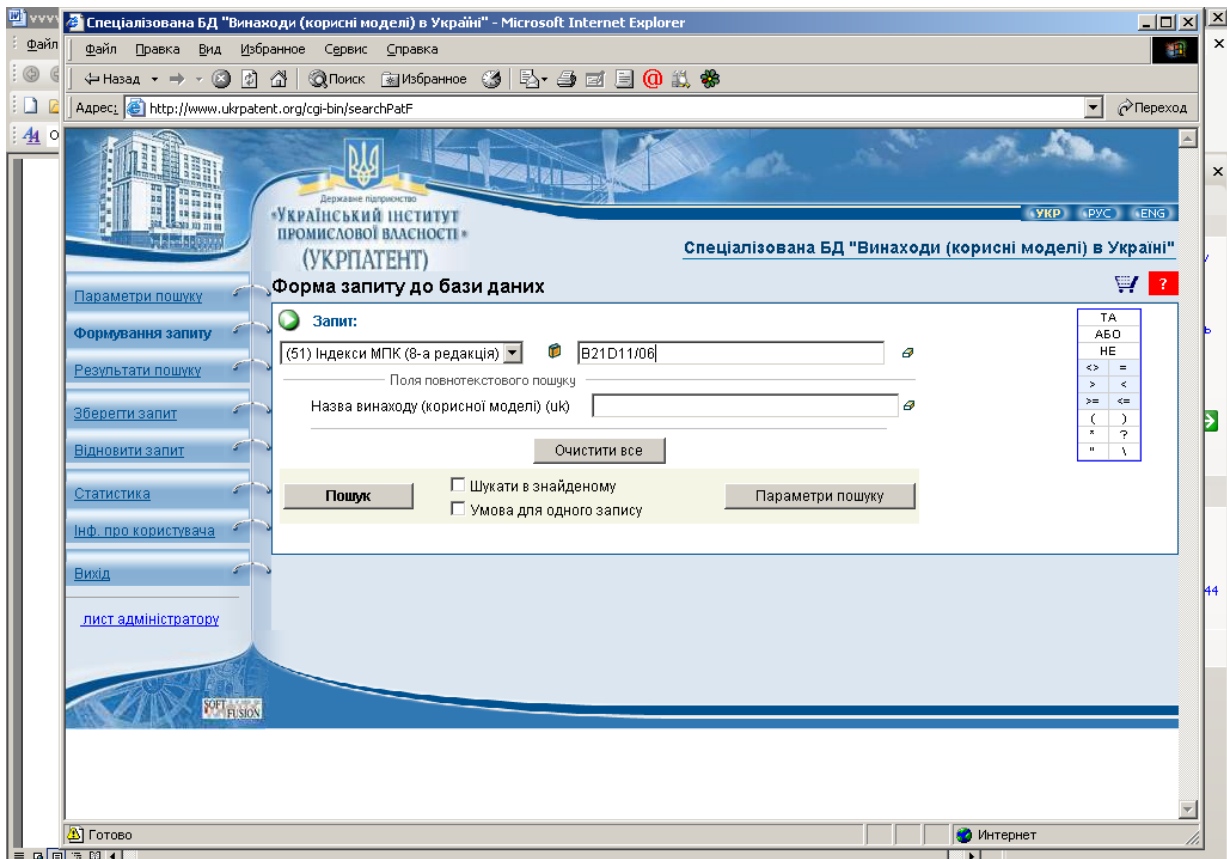 vvvv
Спеціалізована БД "Винаходи (корисні моделі) в Україні" - Microsoft Internet Explorer
Файл
Файл Правка Вид Избранное Сервис Справка
Назад Поиск Избранное
Адрес: http://www.ukrpatent.org/cgi-bin/searchPatF Переход
Державне підприємство
«УКРАЇНСЬКИЙ ІНСТИТУТ
ПРОМИСЛОВОЇ ВЛАСНОСТІ»
(УКРПАТЕНТ)
УКР РУС ENG
Спеціалізована БД "Винаходи (корисні моделі) в Україні"
Форма запиту до бази даних
?
Параметри пошуку
Формування запиту
Результати пошуку
Зберегти запит
Відновити запит
Статистика
Інф. про користувача
Вихід
лист адміністратору
SOFT FUSION
Запит:
(51) Індекси МПК (8-а редакція) B21D11/06
Поля повнотекстового пошуку
Назва винаходу (корисної моделі) (uk)
Очистити все
Пошук
Шукати в знайденому
Умова для одного запису
Параметри пошуку
ТА
АБО
НЕ
<> =
> <
>= <=
( )
* ?
" \
44
Готово Интернет